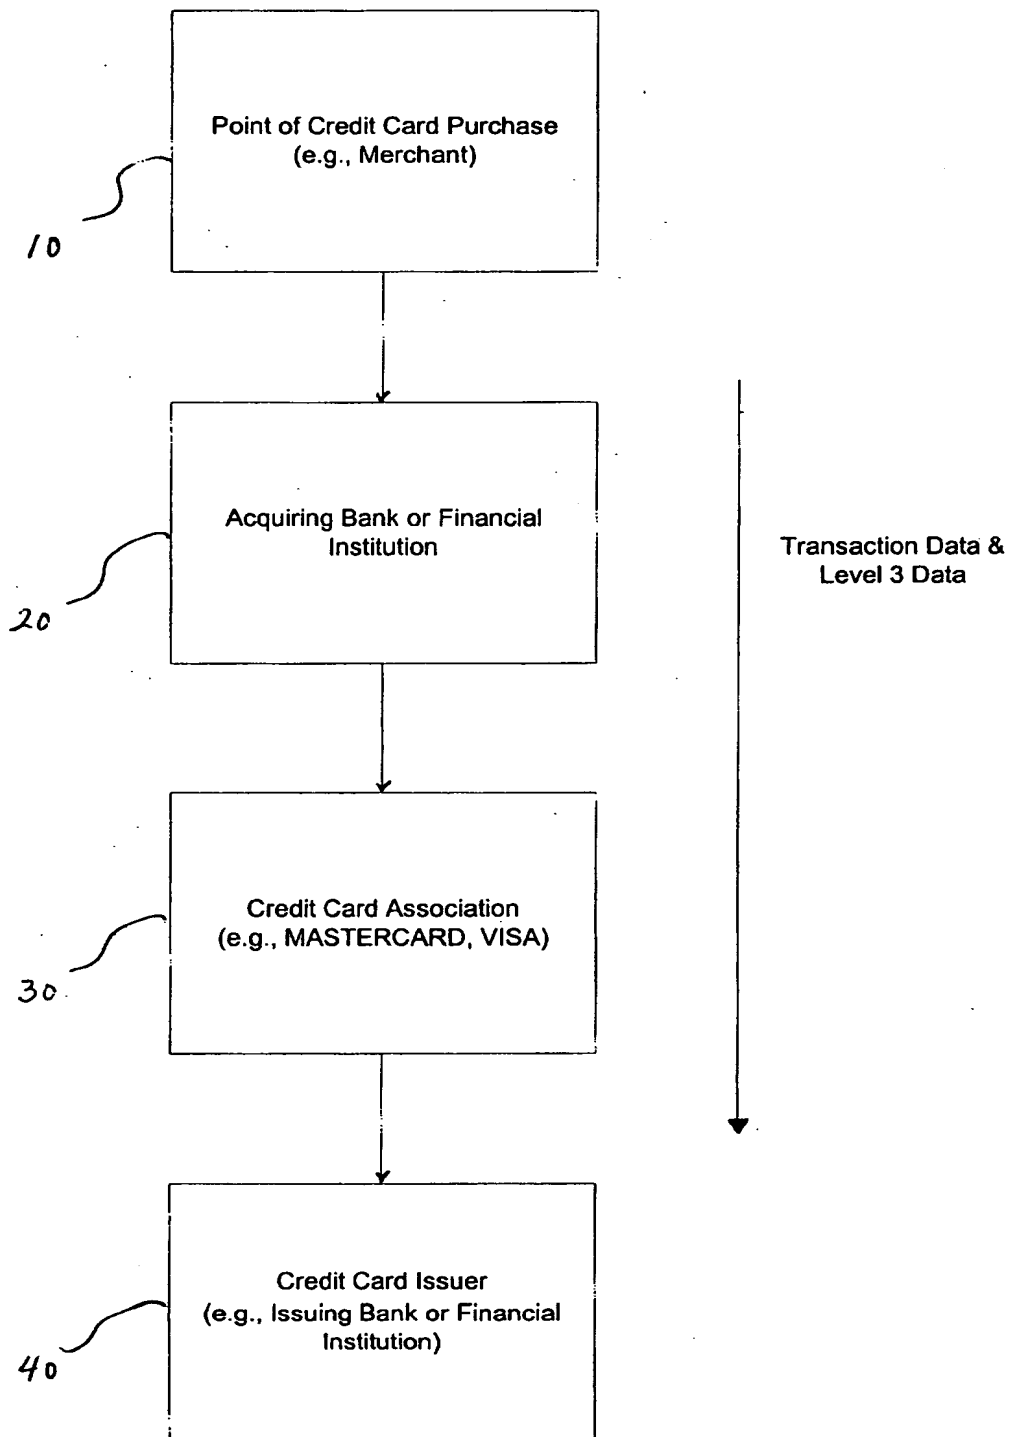 Point of Credit Card Purchase
(e.g., Merchant)
10
Acquiring Bank or Financial
Institution
20
Transaction Data &
Level 3 Data
Credit Card Association
(e.g., MASTERCARD, VISA)
30
Credit Card Issuer
(e.g., Issuing Bank or Financial
Institution)
40